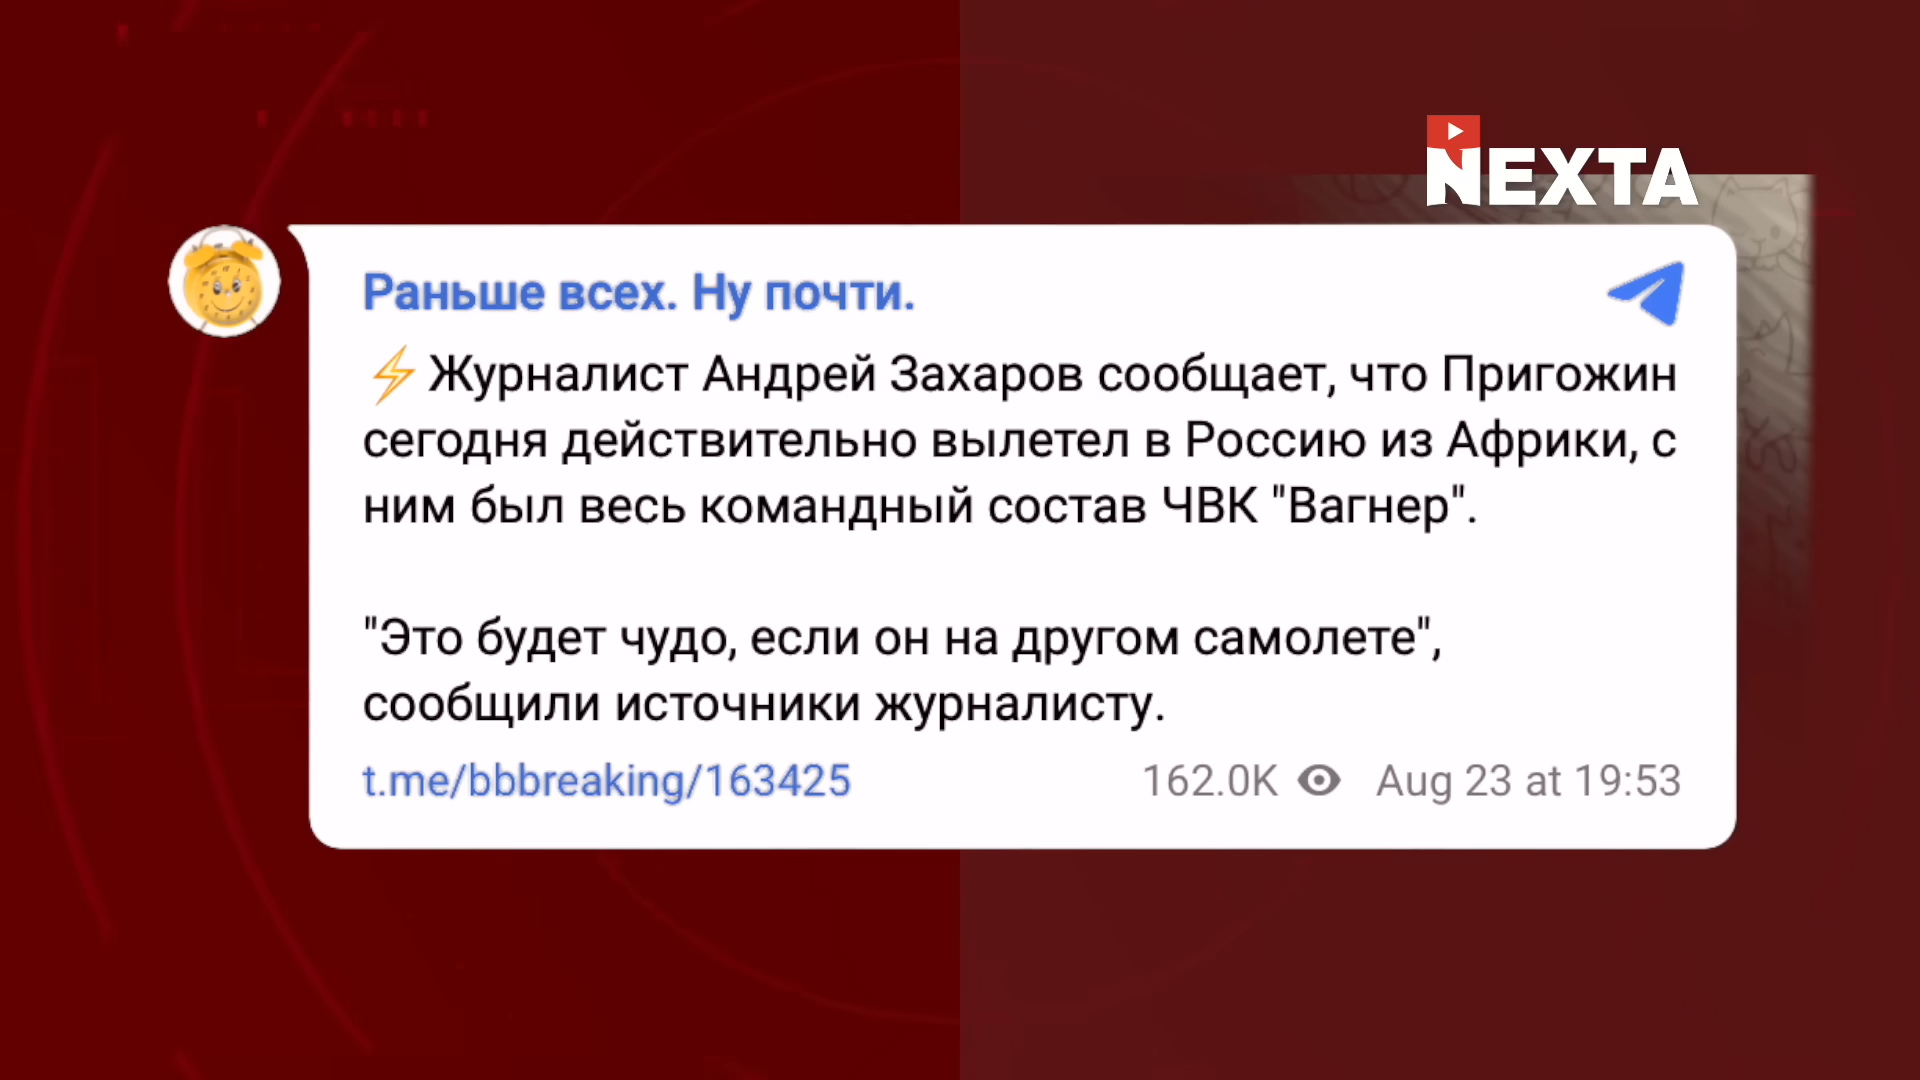 NEXTA
Раньше всех. Ну почти.
⚡Журналист Андрей Захаров сообщает, что Пригожин
сегодня действительно вылетел в Россию из Африки, с
ним был весь командный состав ЧВК "Вагнер".
"Это будет чудо, если он на другом самолете",
сообщили источники журналисту.
t.me/bbbreaking/163425 162.0K Aug 23 at 19:53